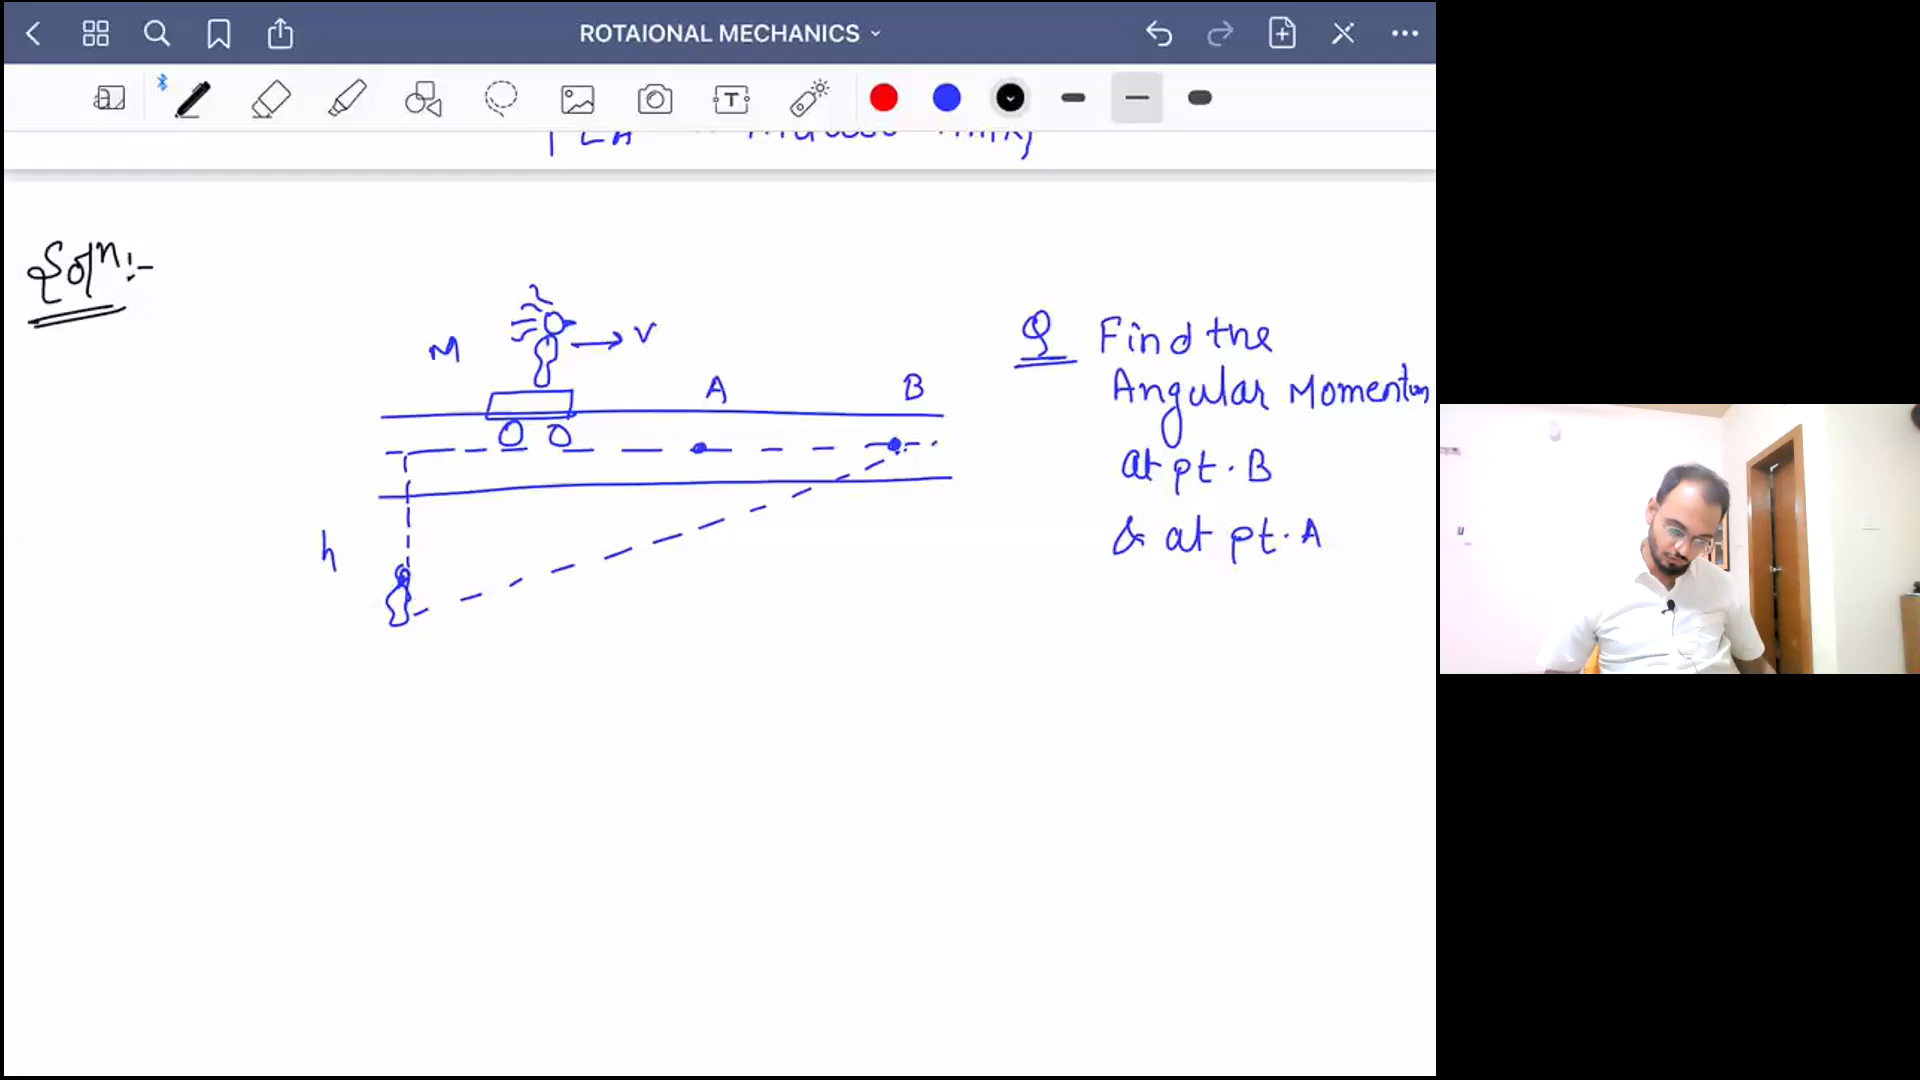 ROTAIONAL MECHANICS
Soln:-
M
V
A
B
h
Q Find the
Angular Momentum
at pt. B
& at pt. A